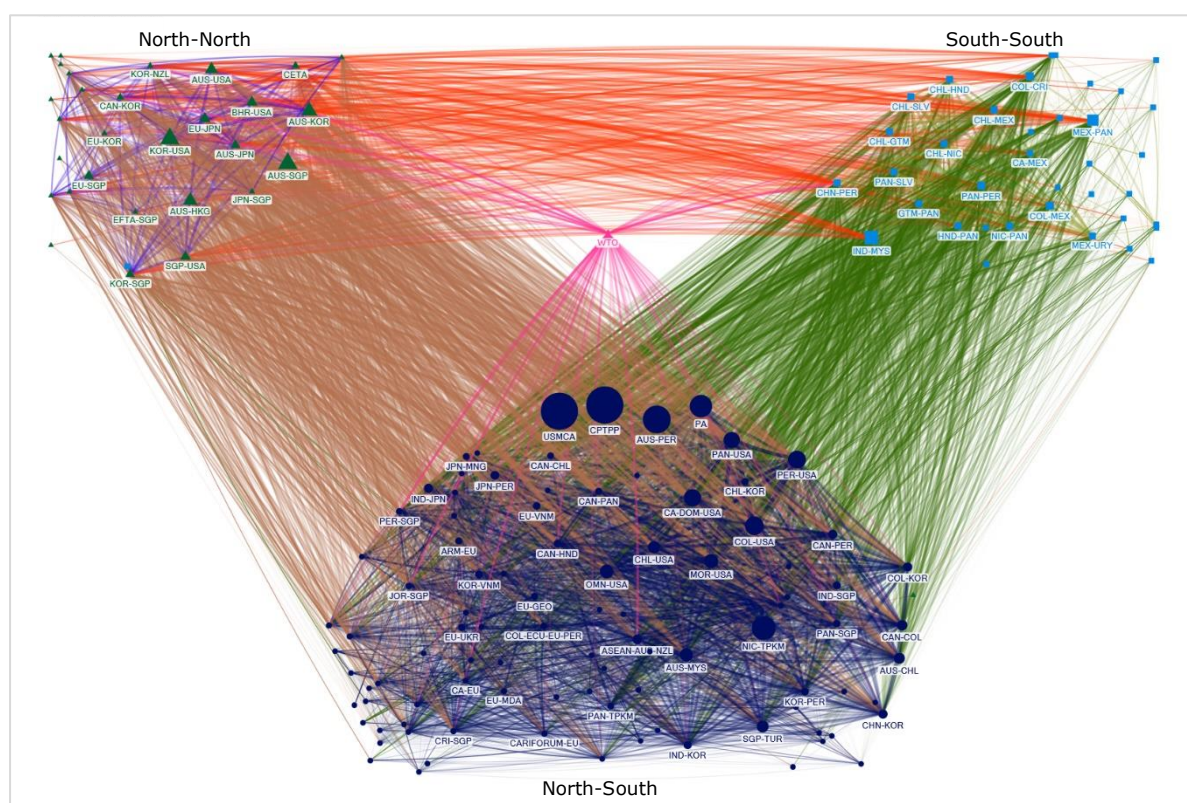 North-North
South-South
KOR-NZL
AUS-USA
CETA
CAN-KOR
BHR-USA
AUS-KOR
EU-JPN
EU-KOR
KOR-USA
AUS-JPN
AUS-SGP
EU-SGP
JPN-SGP
EFTA-SGP
AUS-HKG
SGP-USA
KOR-SGP
CHL-HND
COL-CRI
CHL-SLV
CHL-MEX
MEX-PAN
CHL-GTM
CHL-NIC
CA-MEX
CHN-PER
PAN-SLV
PAN-PER
GTM-PAN
COL-MEX
HND-PAN
NIC-PAN
MEX-URY
IND-MYS
WTO
USMCA
CPTPP
AUS-PER
PA
PAN-USA
PER-USA
JPN-MNG
CAN-CHL
JPN-PER
CHL-KOR
IND-JPN
CAN-PAN
CA-DOM-USA
PER-SGP
EU-VNM
COL-USA
CAN-PER
ARM-EU
CAN-HND
CHL-USA
MOR-USA
COL-KOR
JOR-SGP
KOR-VNM
OMN-USA
IND-SGP
EU-GEO
EU-UKR
COL-ECU-EU-PER
ASEAN-AUS-NZL
NIC-TPKM
PAN-SGP
CAN-COL
AUS-MYS
AUS-CHL
CA-EU
EU-MDA
PAN-TPKM
KOR-PER
CHN-KOR
CRI-SGP
CARIFORUM-EU
IND-KOR
SGP-TUR
North-South